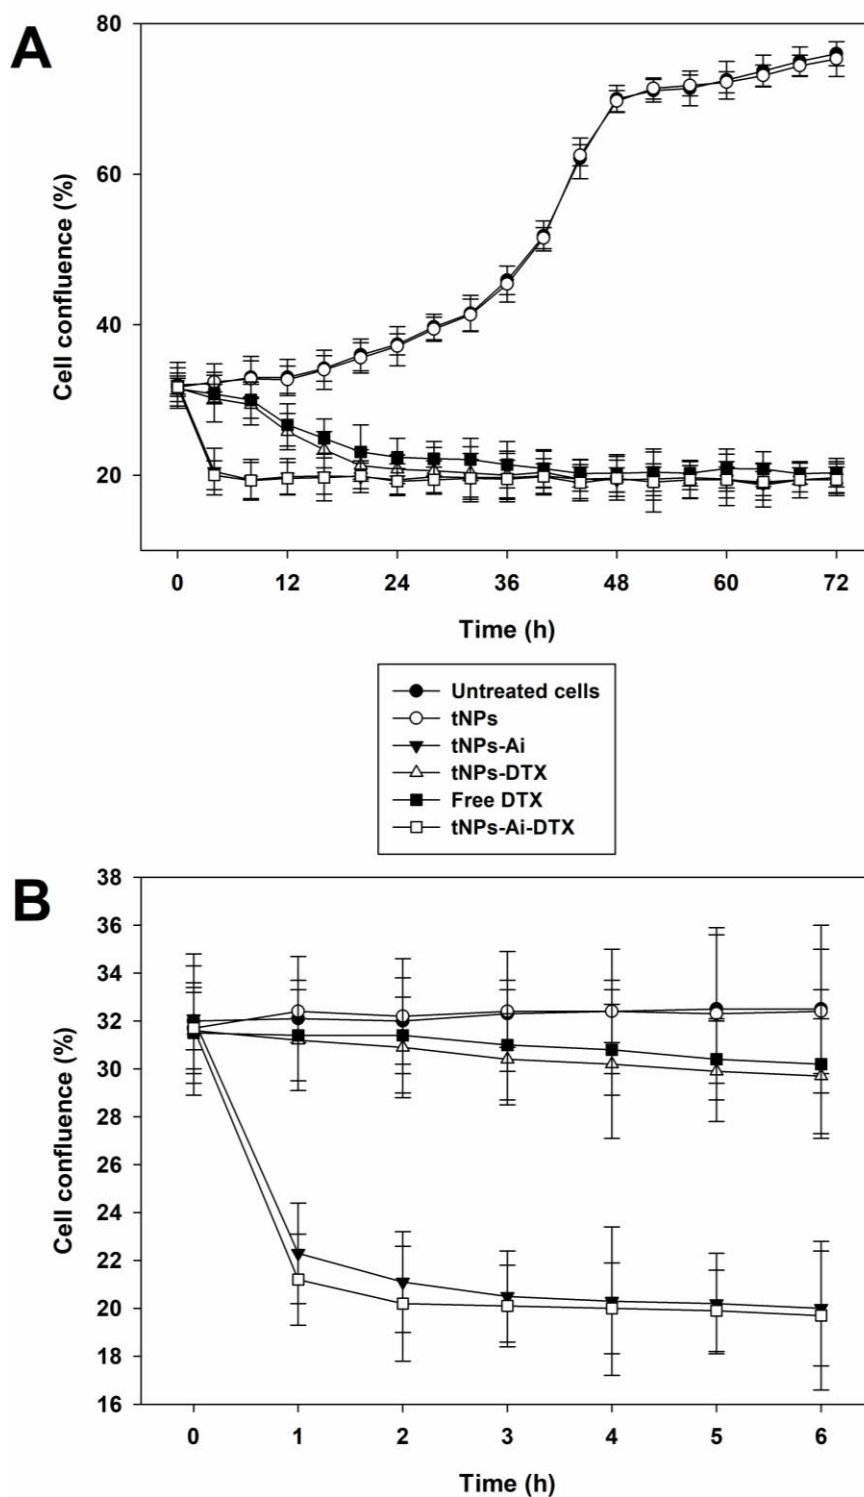 A
80
60
40
20
Cell confluence (%)
0 12 24 36 48 60 72
Time (h)
Untreated cells
tNPs
tNPs-Ai
tNPs-DTX
Free DTX
tNPs-Ai-DTX
B
38
36
34
32
30
28
26
24
22
20
18
16
Cell confluence (%)
0 1 2 3 4 5 6
Time (h)